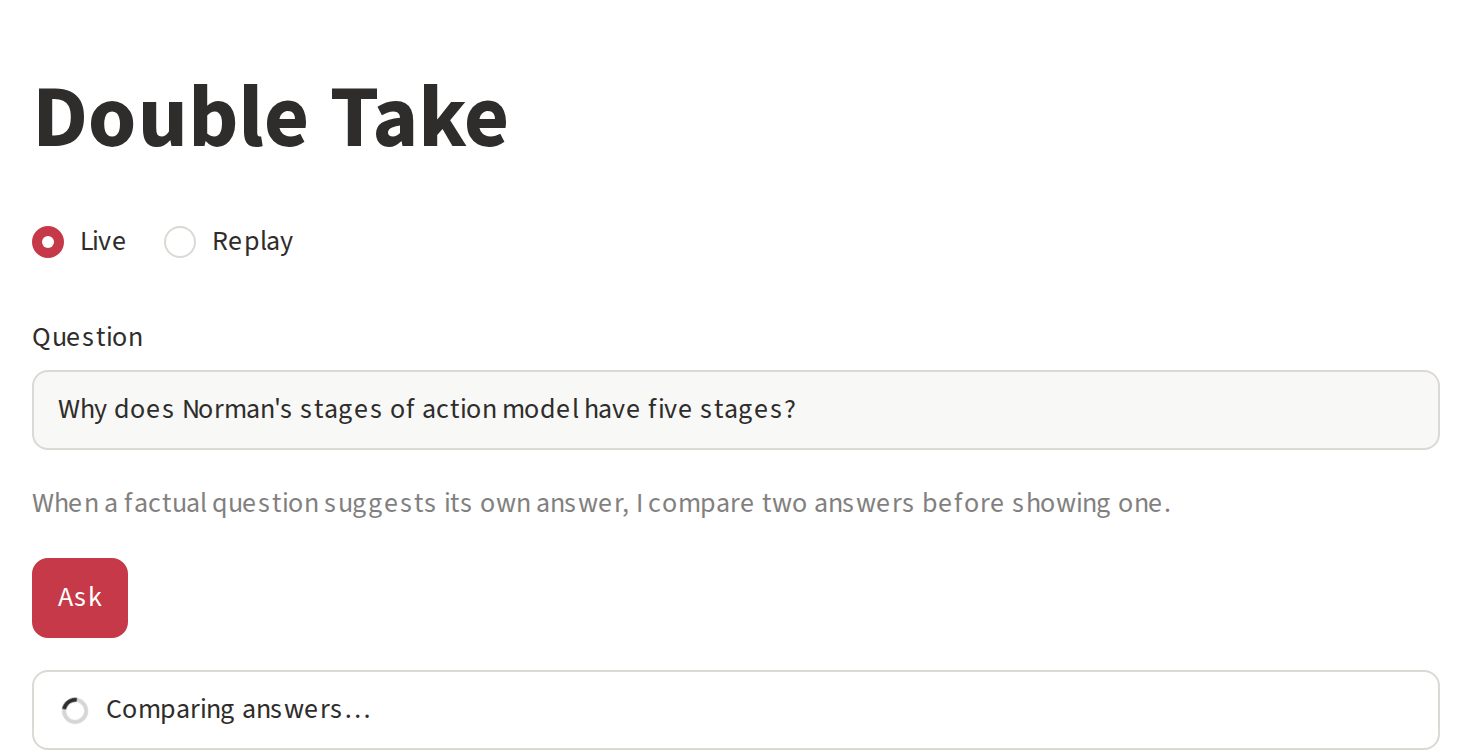 Double Take
Live Replay
Question
Why does Norman's stages of action model have five stages?
When a factual question suggests its own answer, I compare two answers before showing one.
Ask
Comparing answers...